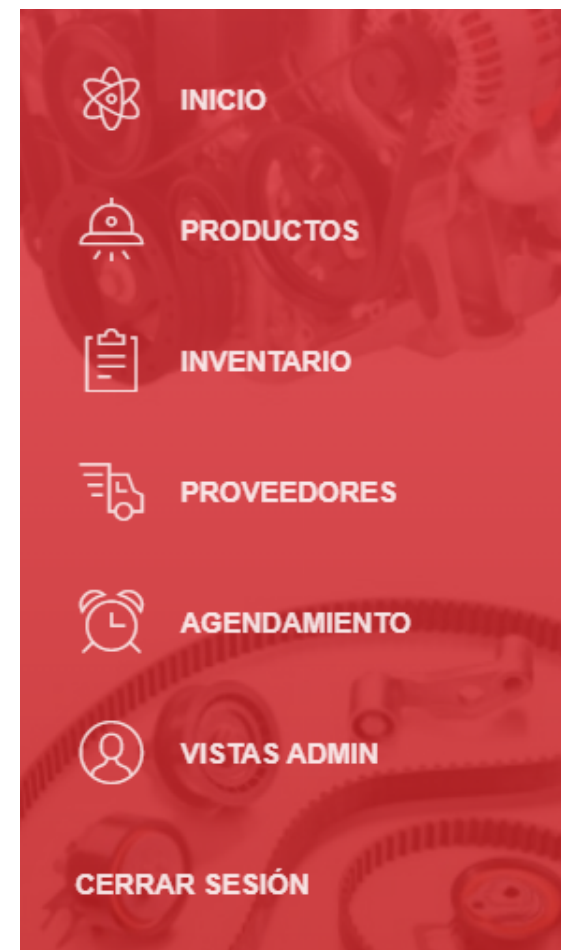 INICIO
PRODUCTOS
INVENTARIO
PROVEEDORES
AGENDAMIENTO
VISTAS ADMIN
CERRAR SESIÓN